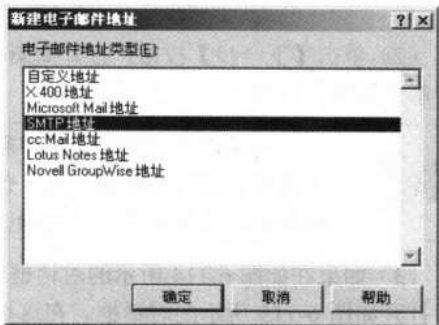 新建电子邮件地址
电子邮件地址类型(E):
自定义地址
X.400 地址
Microsoft Mail 地址
SMTP 地址
cc:Mail 地址
Lotus Notes 地址
Novell GroupWise 地址
确定 取消 帮助